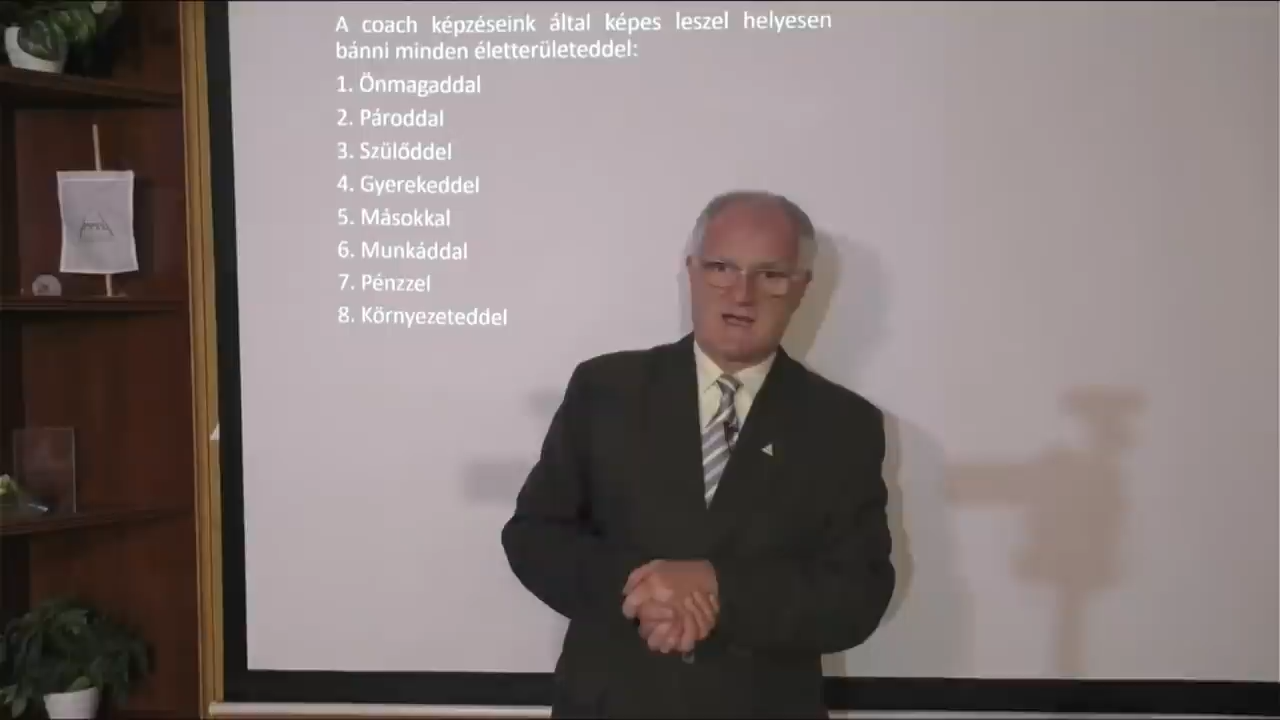 A coach képzéseink által képes leszel helyesen
bánni minden életterületeddel:
1. Önmagaddal
2. Pároddal
3. Szülőddel
4. Gyerekeddel
5. Másokkal
6. Munkáddal
7. Pénzzel
8. Környezeteddel